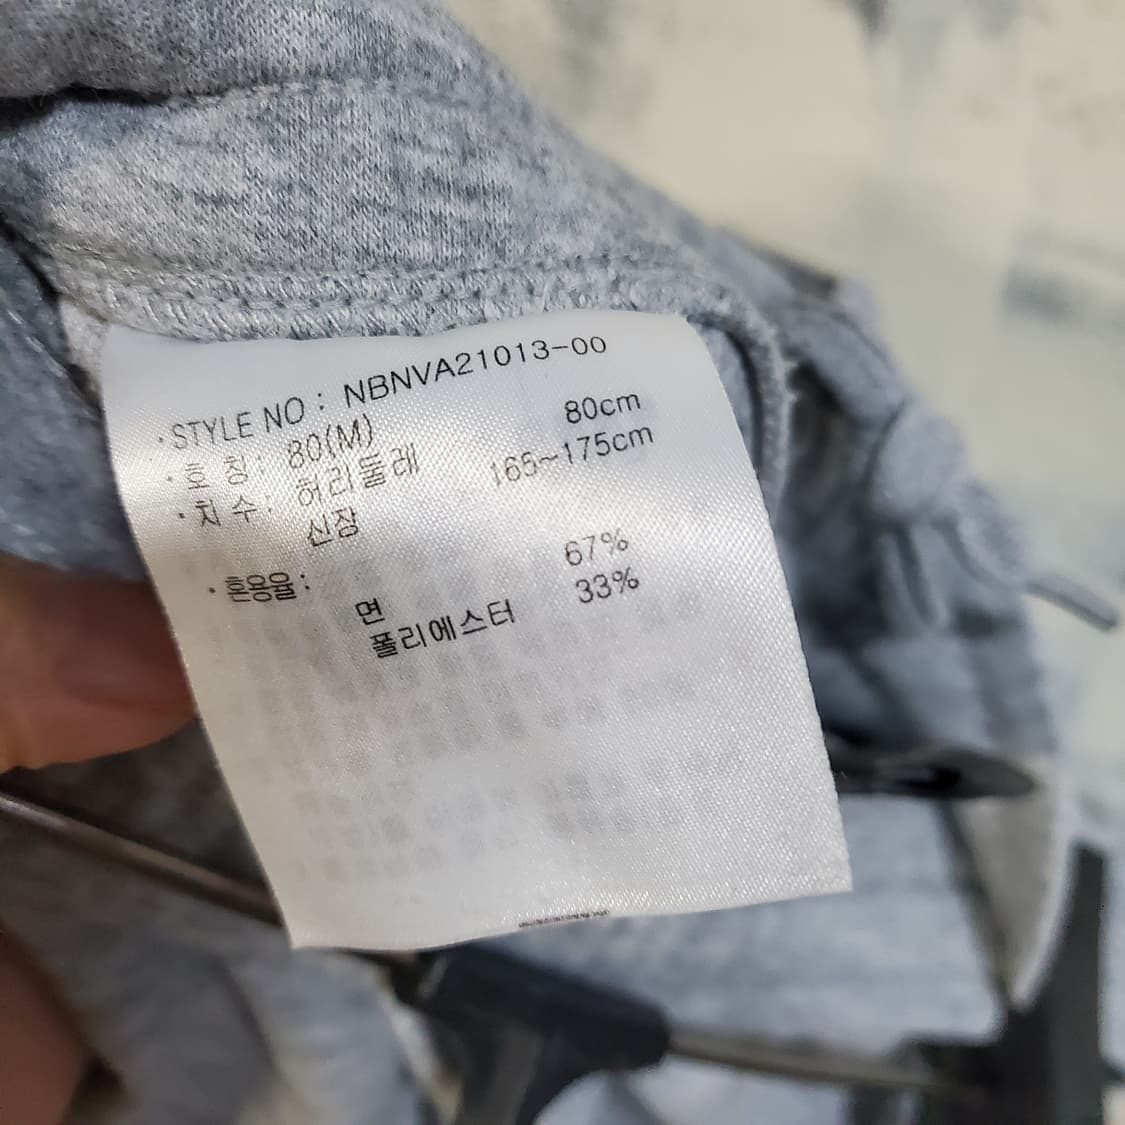 · STYLE NO : NBNVA21013-00
· 호 칭 : 80(M)
· 치 수 : 허리둘레 80cm
신장 165~175cm
· 혼용율 :
면 67%
폴리에스터 33%